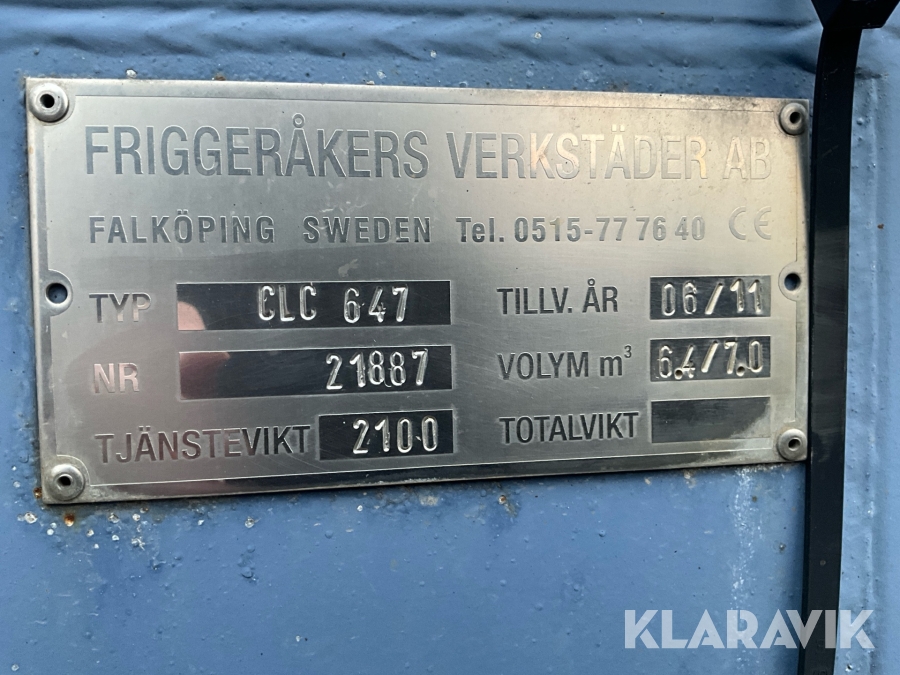 FRIGGERÅKERS VERKSTÄDER AB
FALKÖPING SWEDEN Tel. 0515-77 76 40 CE
TYP CLC 647 TILLV. ÅR 06/11
NR 21887 VOLYM m³ 6.4/7.0
TJÄNSTEVIKT 2100 TOTALVIKT
KLARAVIK